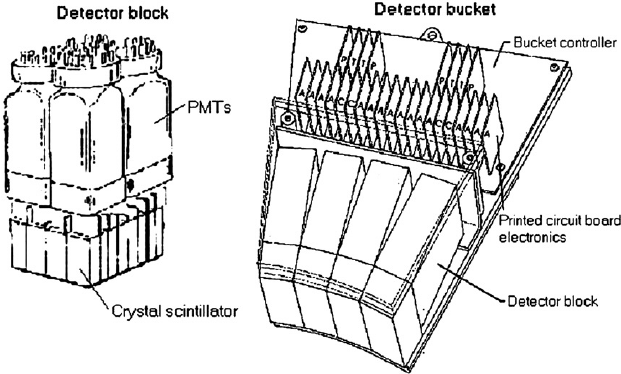 Detector block
Detector bucket
Bucket controller
PMTs
Printed circuit board
electronics
Detector block
Crystal scintillator